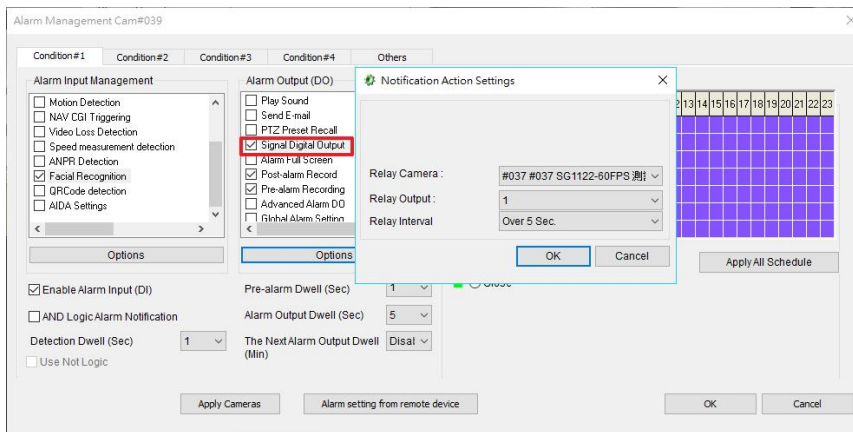 Alarm Management Cam#039
Condition#1 Condition#2 Condition#3 Condition#4 Others
Alarm Input Management
Motion Detection
NAV CGI Triggering
Video Loss Detection
Speed measurement detection
ANPR Detection
Facial Recognition
QRCode detection
AIDA Settings
Options
Enable Alarm Input (DI)
AND Logic Alarm Notification
Detection Dwell (Sec) 1
Use Not Logic
Alarm Output (DO)
Play Sound
Send E-mail
PTZ Preset Recall
Signal Digital Output
Alarm Full Screen
Post-alarm Record
Pre-alarm Recording
Advanced Alarm DO
Global Alarm Setting
Options
Pre-alarm Dwell (Sec) 1
Alarm Output Dwell (Sec) 5
The Next Alarm Output Dwell Disal
(Min)
Notification Action Settings
Relay Camera : #037 #037 SG1122-60FPS 測
Relay Output : 1
Relay Interval Over 5 Sec.
OK Cancel
13 14 15 16 17 18 19 20 21 22 23
Apply All Schedule
Close
Apply Cameras Alarm setting from remote device OK Cancel